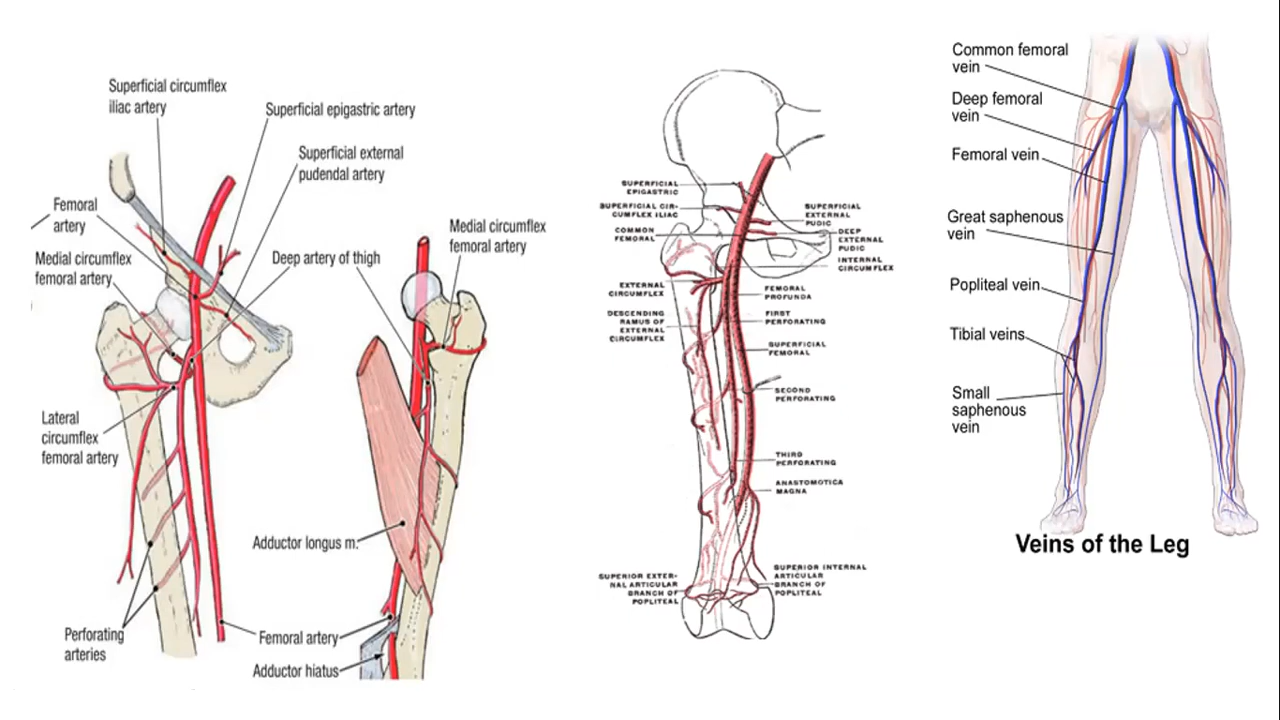 Superficial circumflex
iliac artery
Superficial epigastric artery
Superficial external
pudendal artery
Femoral
artery
Medial circumflex
femoral artery
Deep artery of thigh
Medial circumflex
femoral artery
Lateral
circumflex
femoral artery
Adductor longus m.
Perforating
arteries
Femoral artery
Adductor hiatus
SUPERFICIAL
EPIGASTRIC
SUPERFICIAL CIR-
CUMFLEX ILIAC
COMMON
FEMORAL
EXTERNAL
CIRCUMFLEX
DESCENDING
RAMUS OF
EXTERNAL
CIRCUMFLEX
SUPERIOR EXTER-
NAL ARTICULAR
BRANCH OF
POPLITEAL
SUPERFICIAL
EXTERNAL
PUDIC
DEEP
EXTERNAL
PUDIC
INTERNAL
CIRCUMFLEX
FEMORAL
PROFUNDA
FIRST
PERFORATING
SUPERFICIAL
FEMORAL
SECOND
PERFORATING
THIRD
PERFORATING
ANASTOMOTICA
MAGNA
SUPERIOR INTERNAL
ARTICULAR
BRANCH OF
POPLITEAL
Common femoral
vein
Deep femoral
vein
Femoral vein
Great saphenous
vein
Popliteal vein
Tibial veins
Small
saphenous
vein
Veins of the Leg